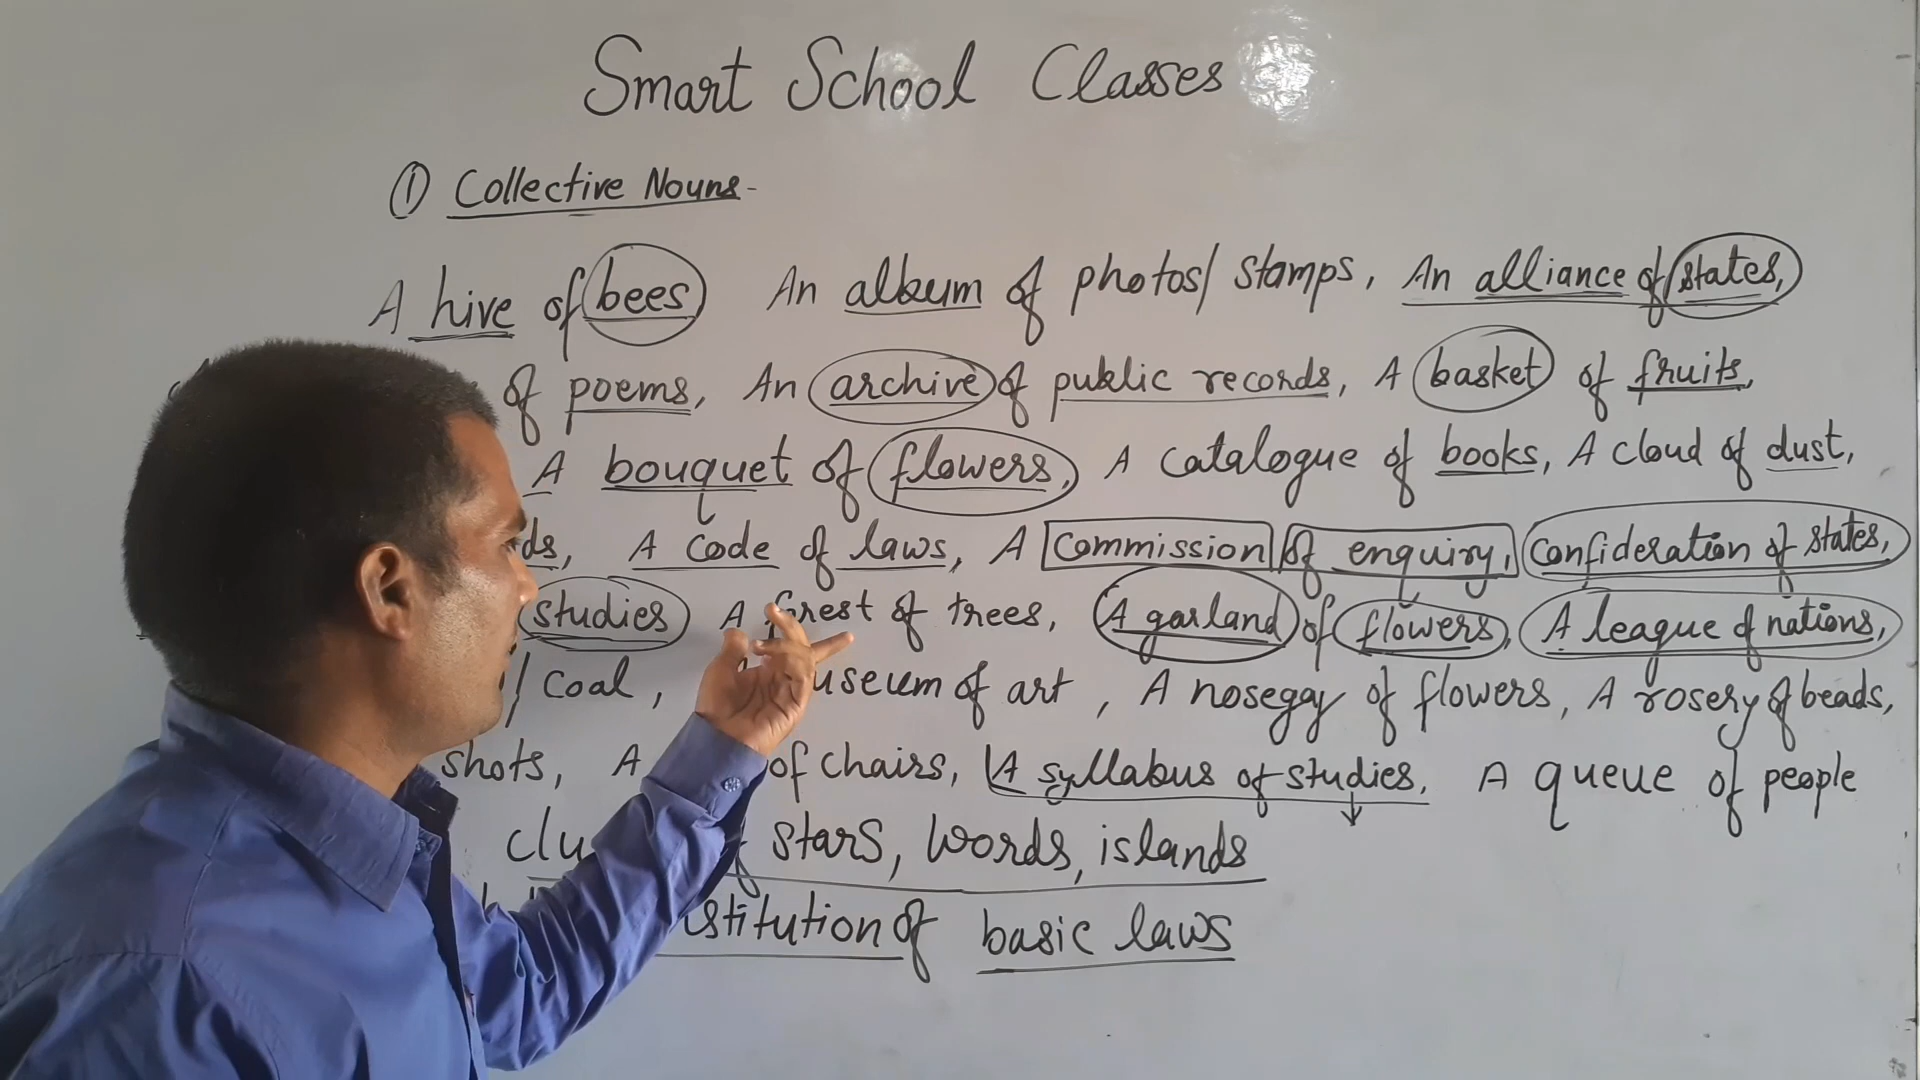 Smart School Classes
① Collective Nouns-
A hive of bees An album of photos/ stamps, An alliance of states,
of poems, An archive of public records, A basket of fruits,
A bouquet of flowers, A catalogue of books, A cloud of dust,
ds, A code of laws, A commission of enquiry, confideration of states,
studies A forest of trees, A garland of flowers, A league of nations,
/ coal, useum of art , A nosegay of flowers, A rosery of beads,
shots, A of chairs, A syllabus of studies, A queue of people
clu f stars, words, islands
stitution of basic laws